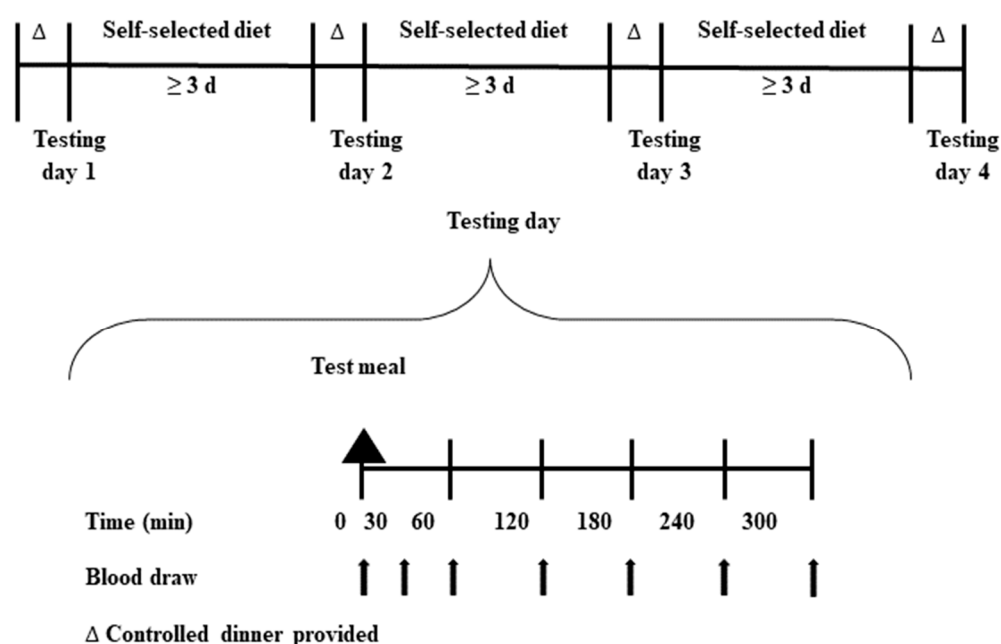 Δ Self-selected diet Δ Self-selected diet Δ Self-selected diet Δ
≥ 3 d ≥ 3 d ≥ 3 d
Testing day 1 Testing day 2 Testing day 3 Testing day 4
Testing day
Test meal
Time (min) 0 30 60 120 180 240 300
Blood draw
Δ Controlled dinner provided